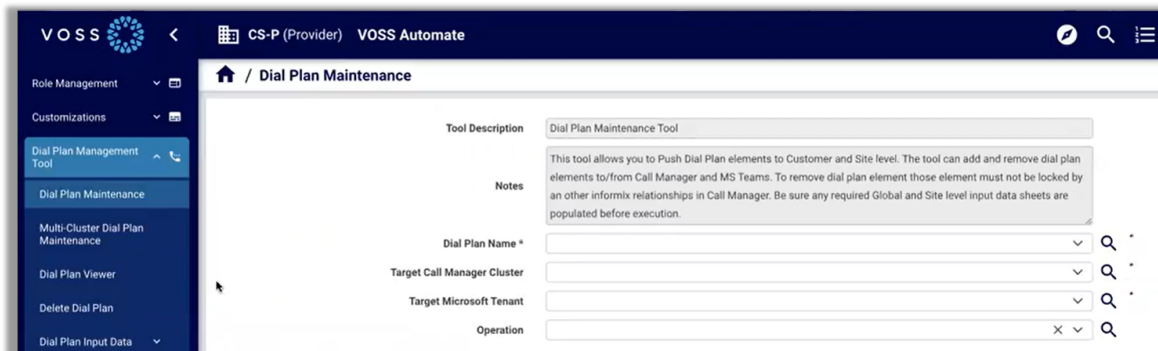 VOSS
CS-P (Provider) VOSS Automate
Role Management
Customizations
Dial Plan Management
Tool
Dial Plan Maintenance
Multi-Cluster Dial Plan
Maintenance
Dial Plan Viewer
Delete Dial Plan
Dial Plan Input Data
/ Dial Plan Maintenance
Tool Description
Dial Plan Maintenance Tool
Notes
This tool allows you to Push Dial Plan elements to Customer and Site level. The tool can add and remove dial plan
elements to/from Call Manager and MS Teams. To remove dial plan element those element must not be locked by
an other informix relationships in Call Manager. Be sure any required Global and Site level input data sheets are
populated before execution.
Dial Plan Name *
Target Call Manager Cluster
Target Microsoft Tenant
Operation